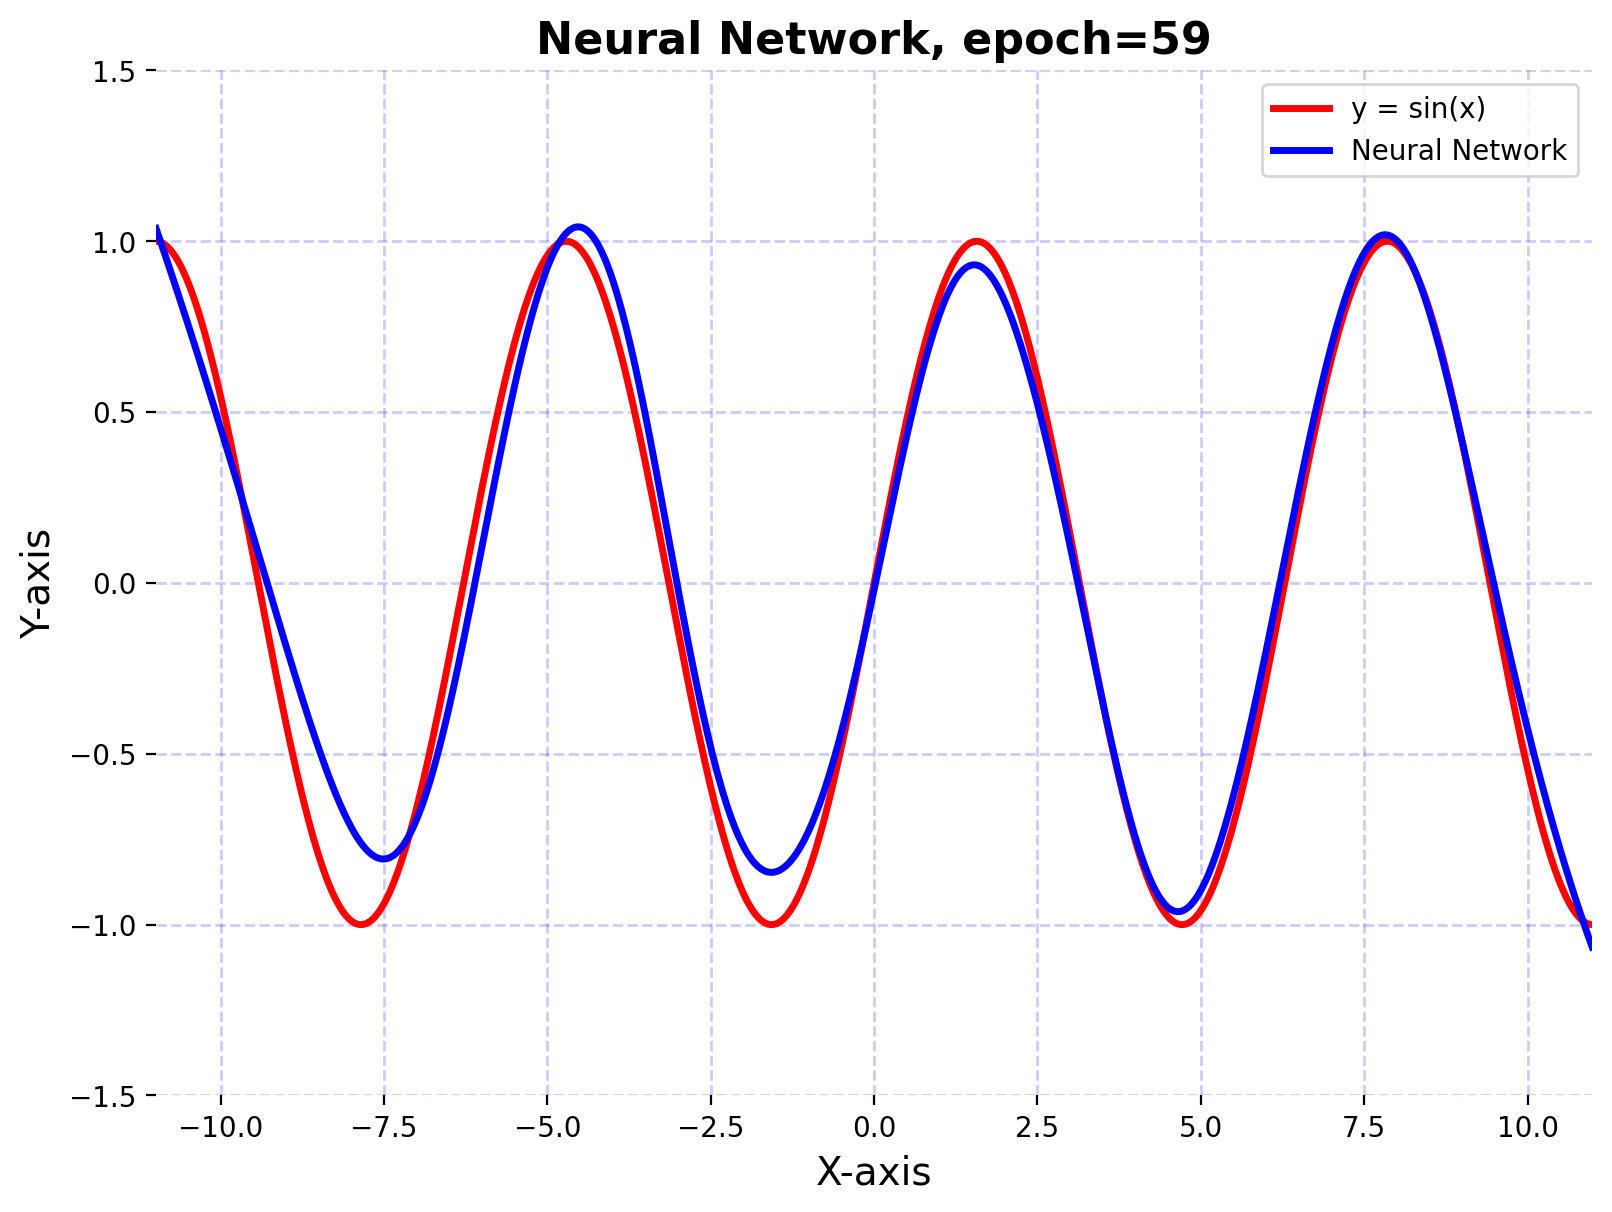 Neural Network, epoch=59
1.5
1.0
0.5
0.0
−0.5
−1.0
−1.5
Y-axis
y = sin(x)
Neural Network
−10.0 −7.5 −5.0 −2.5 0.0 2.5 5.0 7.5 10.0
X-axis